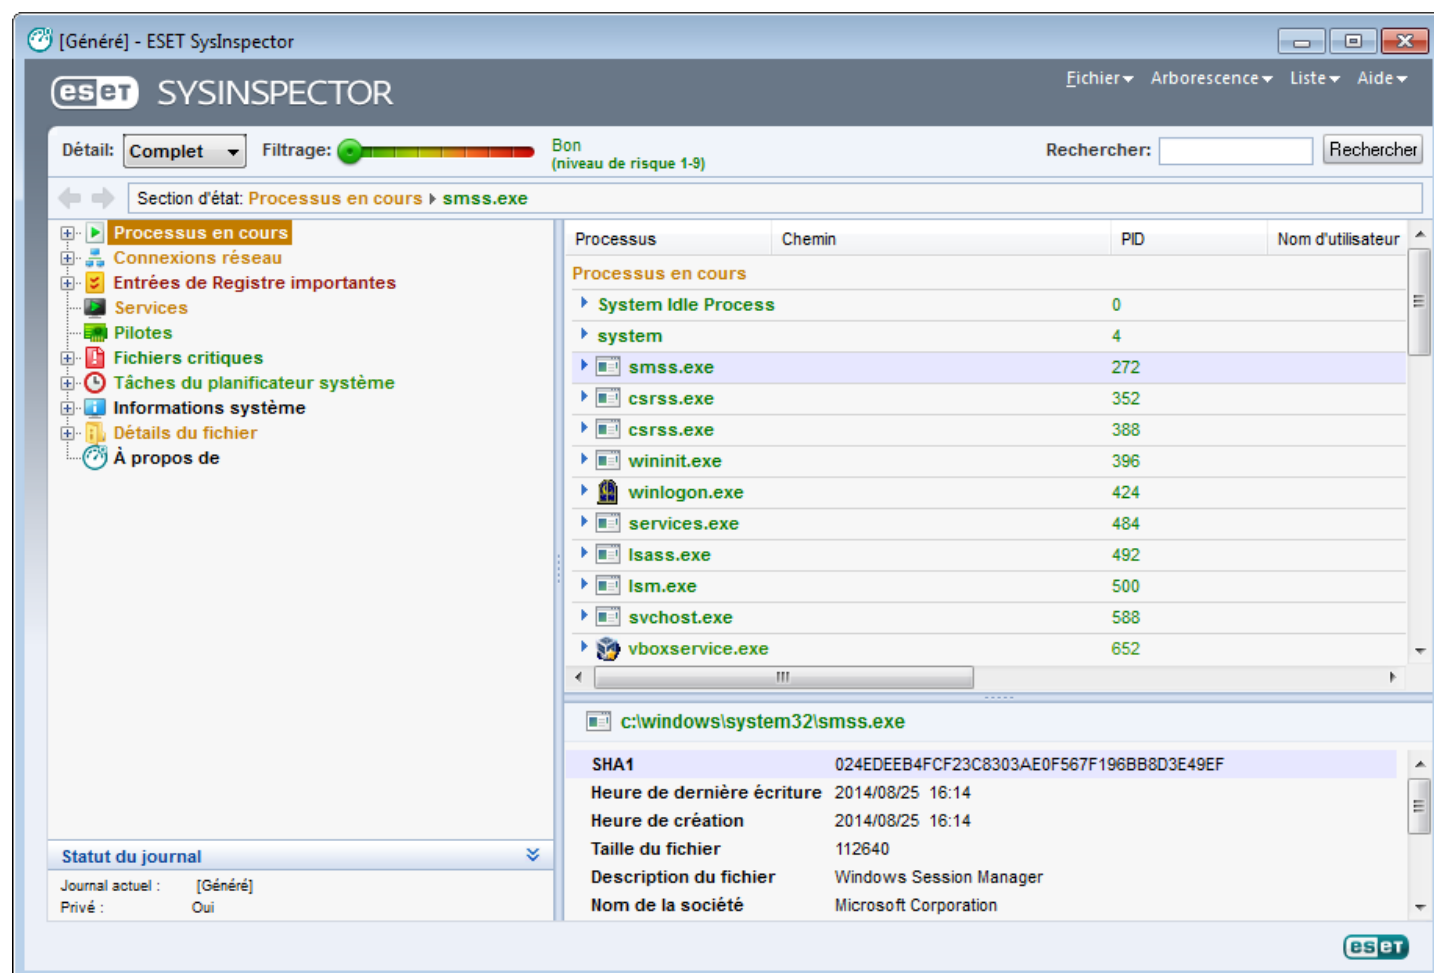 [Généré] - ESET SysInspector
eseT SYSINSPECTOR
Fichier Arborescence Liste Aide
Détail: Complet Filtrage: Bon
(niveau de risque 1-9)
Rechercher: Rechercher
Section d'état: Processus en cours smss.exe
Processus en cours
Connexions réseau
Entrées de Registre importantes
Services
Pilotes
Fichiers critiques
Tâches du planificateur système
Informations système
Détails du fichier
À propos de
Statut du journal
Journal actuel : [Généré]
Privé : Oui
Processus Chemin PID Nom d'utilisateur
Processus en cours
System Idle Process 0
system 4
smss.exe 272
csrss.exe 352
csrss.exe 388
wininit.exe 396
winlogon.exe 424
services.exe 484
lsass.exe 492
lsm.exe 500
svchost.exe 588
vboxservice.exe 652
c:\windows\system32\smss.exe
SHA1 024EDEEB4FCF23C8303AE0F567F196BB8D3E49EF
Heure de dernière écriture 2014/08/25 16:14
Heure de création 2014/08/25 16:14
Taille du fichier 112640
Description du fichier Windows Session Manager
Nom de la société Microsoft Corporation
eseT